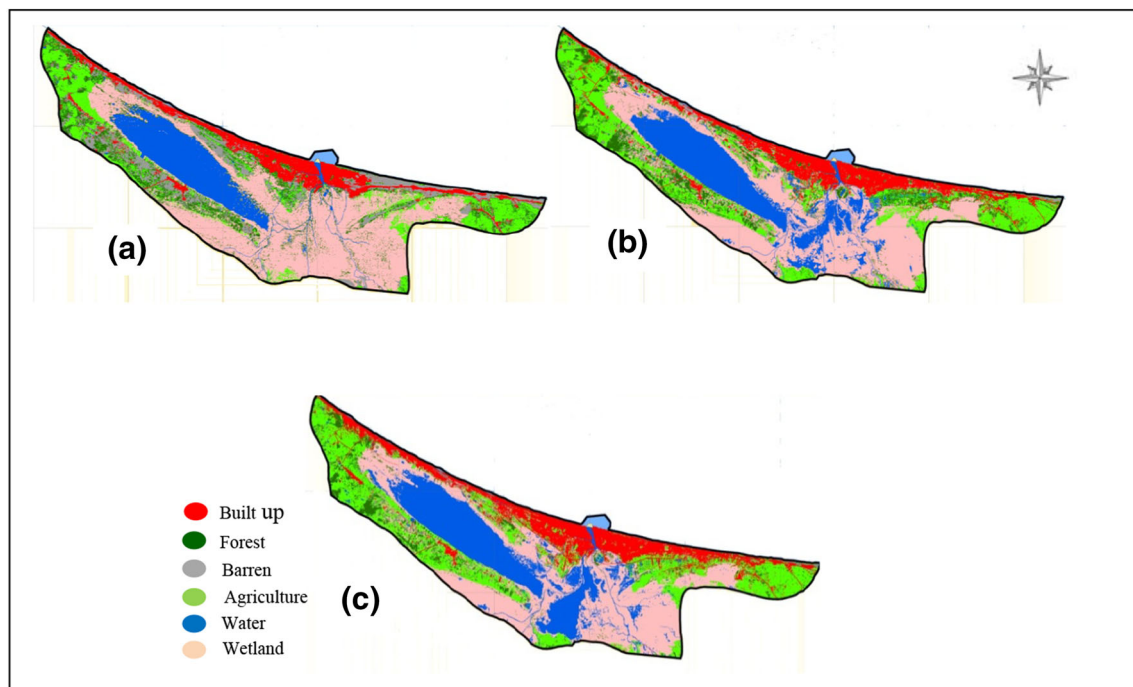 (a)
(b)
Built up
Forest
Barren
Agriculture
Water
Wetland
(c)